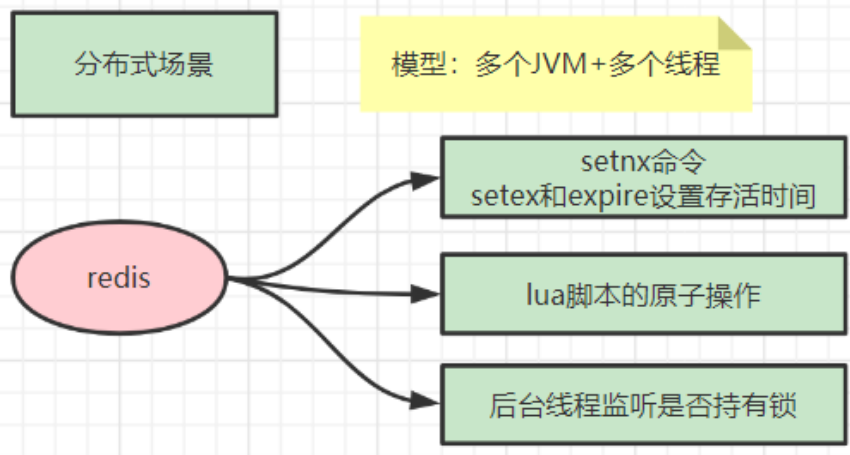 分布式场景
模型：多个JVM+多个线程
setnx命令
setex和expire设置存活时间
redis
lua脚本的原子操作
后台线程监听是否持有锁